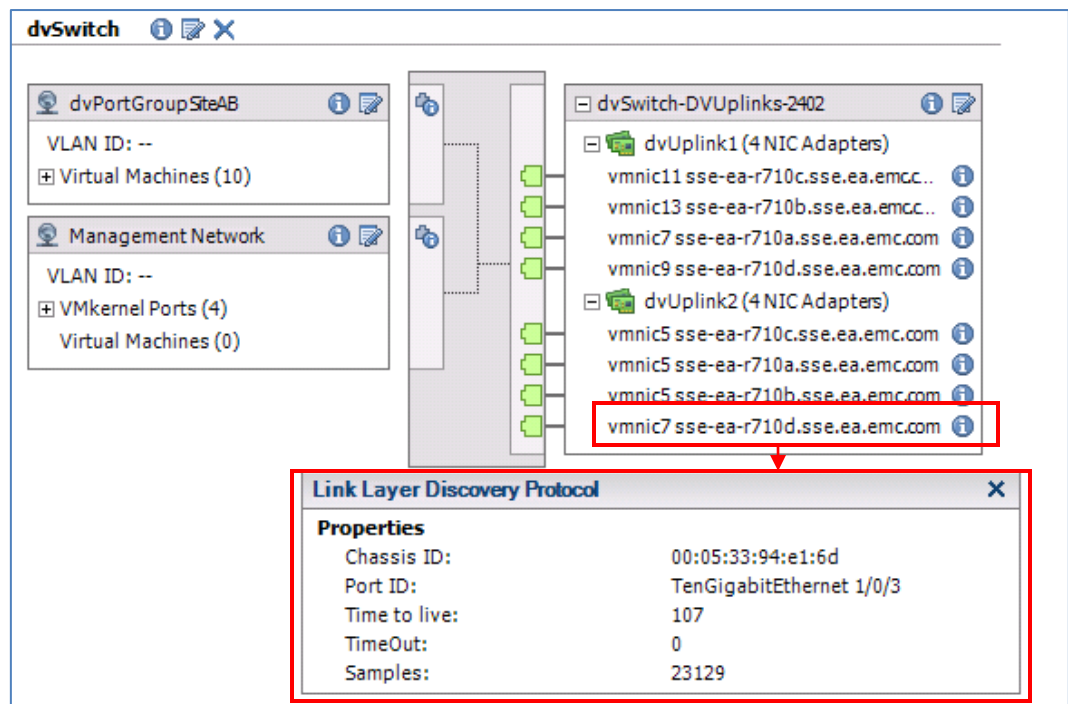 dvSwitch
dvPortGroupSiteAB
VLAN ID: --
Virtual Machines (10)
Management Network
VLAN ID: --
VMkernel Ports (4)
Virtual Machines (0)
dvSwitch-DVUplinks-2402
dvUplink1 (4 NIC Adapters)
vmnic11 sse-ea-r710c.sse.ea.emc.c...
vmnic13 sse-ea-r710b.sse.ea.emc.c...
vmnic7 sse-ea-r710a.sse.ea.emc.com
vmnic9 sse-ea-r710d.sse.ea.emc.com
dvUplink2 (4 NIC Adapters)
vmnic5 sse-ea-r710c.sse.ea.emc.com
vmnic5 sse-ea-r710a.sse.ea.emc.com
vmnic5 sse-ea-r710b.sse.ea.emc.com
vmnic7 sse-ea-r710d.sse.ea.emc.com
Link Layer Discovery Protocol
Properties
Chassis ID: 00:05:33:94:e1:6d
Port ID: TenGigabitEthernet 1/0/3
Time to live: 107
TimeOut: 0
Samples: 23129